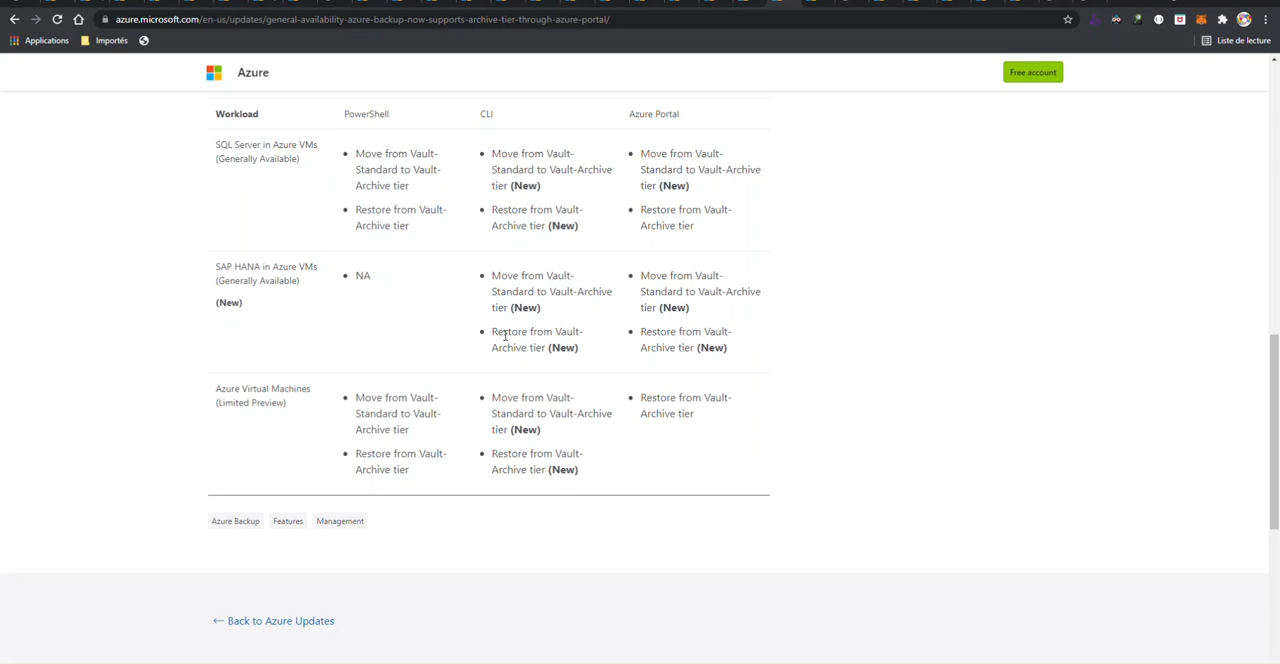 azure.microsoft.com/en-us/updates/general-availability-azure-backup-now-supports-archive-tier-through-azure-portal/
Applications Importés Liste de lecture
Azure Free account
Workload PowerShell CLI Azure Portal
SQL Server in Azure VMs
(Generally Available)
• Move from Vault-
Standard to Vault-
Archive tier
• Restore from Vault-
Archive tier
• Move from Vault-
Standard to Vault-Archive
tier (New)
• Restore from Vault-
Archive tier (New)
• Move from Vault-
Standard to Vault-Archive
tier (New)
• Restore from Vault-
Archive tier
SAP HANA in Azure VMs
(Generally Available)
(New)
• NA
• Move from Vault-
Standard to Vault-Archive
tier (New)
• Restore from Vault-
Archive tier (New)
• Move from Vault-
Standard to Vault-Archive
tier (New)
• Restore from Vault-
Archive tier (New)
Azure Virtual Machines
(Limited Preview)
• Move from Vault-
Standard to Vault-
Archive tier
• Restore from Vault-
Archive tier
• Move from Vault-
Standard to Vault-Archive
tier (New)
• Restore from Vault-
Archive tier (New)
• Restore from Vault-
Archive tier
Azure Backup Features Management
← Back to Azure Updates